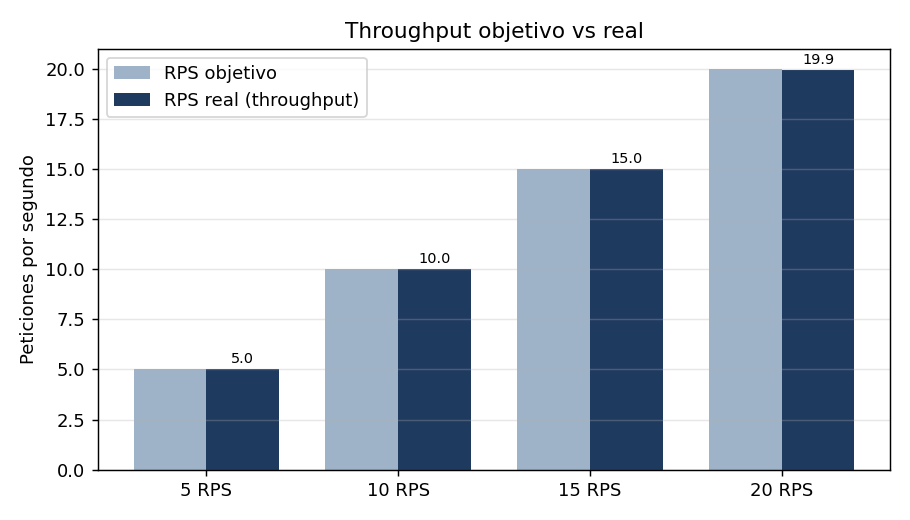 Throughput objetivo vs real
RPS objetivo
RPS real (throughput)
Peticiones por segundo
20.0
17.5
15.0
12.5
10.0
7.5
5.0
2.5
0.0
5.0
10.0
15.0
19.9
5 RPS
10 RPS
15 RPS
20 RPS